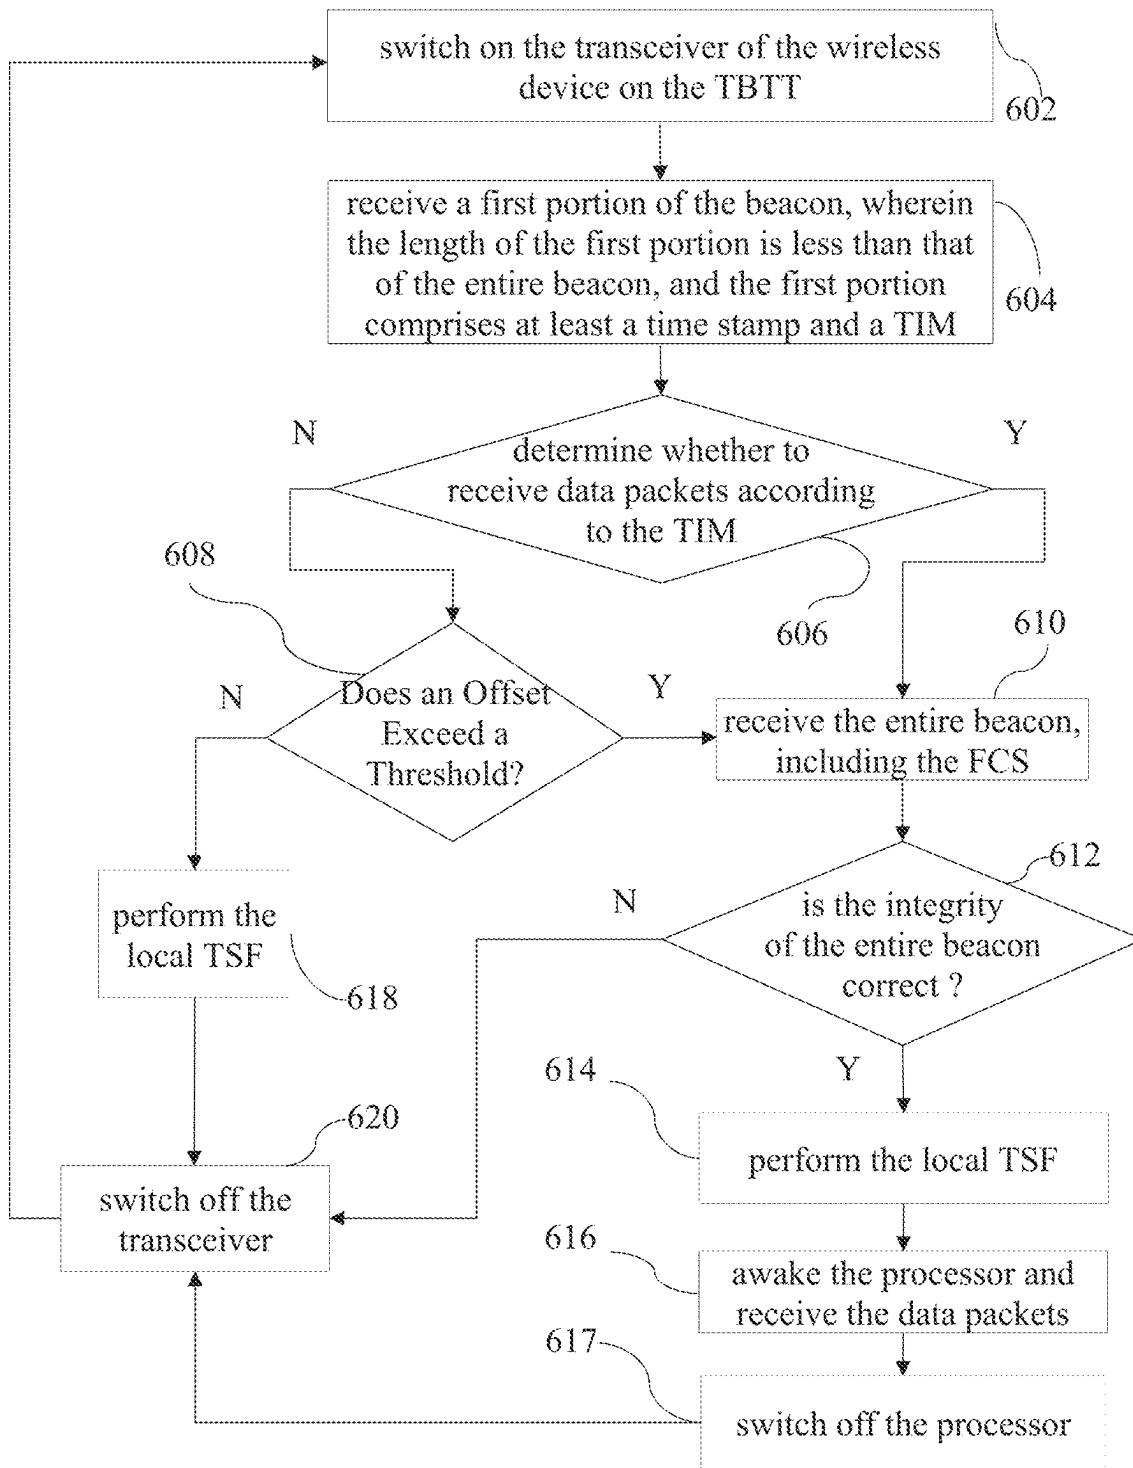 switch on the transceiver of the wireless
device on the TBTT
602
receive a first portion of the beacon, wherein
the length of the first portion is less than that
of the entire beacon, and the first portion
comprises at least a time stamp and a TIM
604
N
Y
determine whether to
receive data packets according
to the TIM
608
606
610
N
Does an Offset
Exceed a
Threshold?
Y
receive the entire beacon,
including the FCS
612
perform the
local TSF
618
N
is the integrity
of the entire beacon
correct ?
Y
614
perform the local TSF
620
switch off the
transceiver
616
awake the processor and
receive the data packets
617
switch off the processor